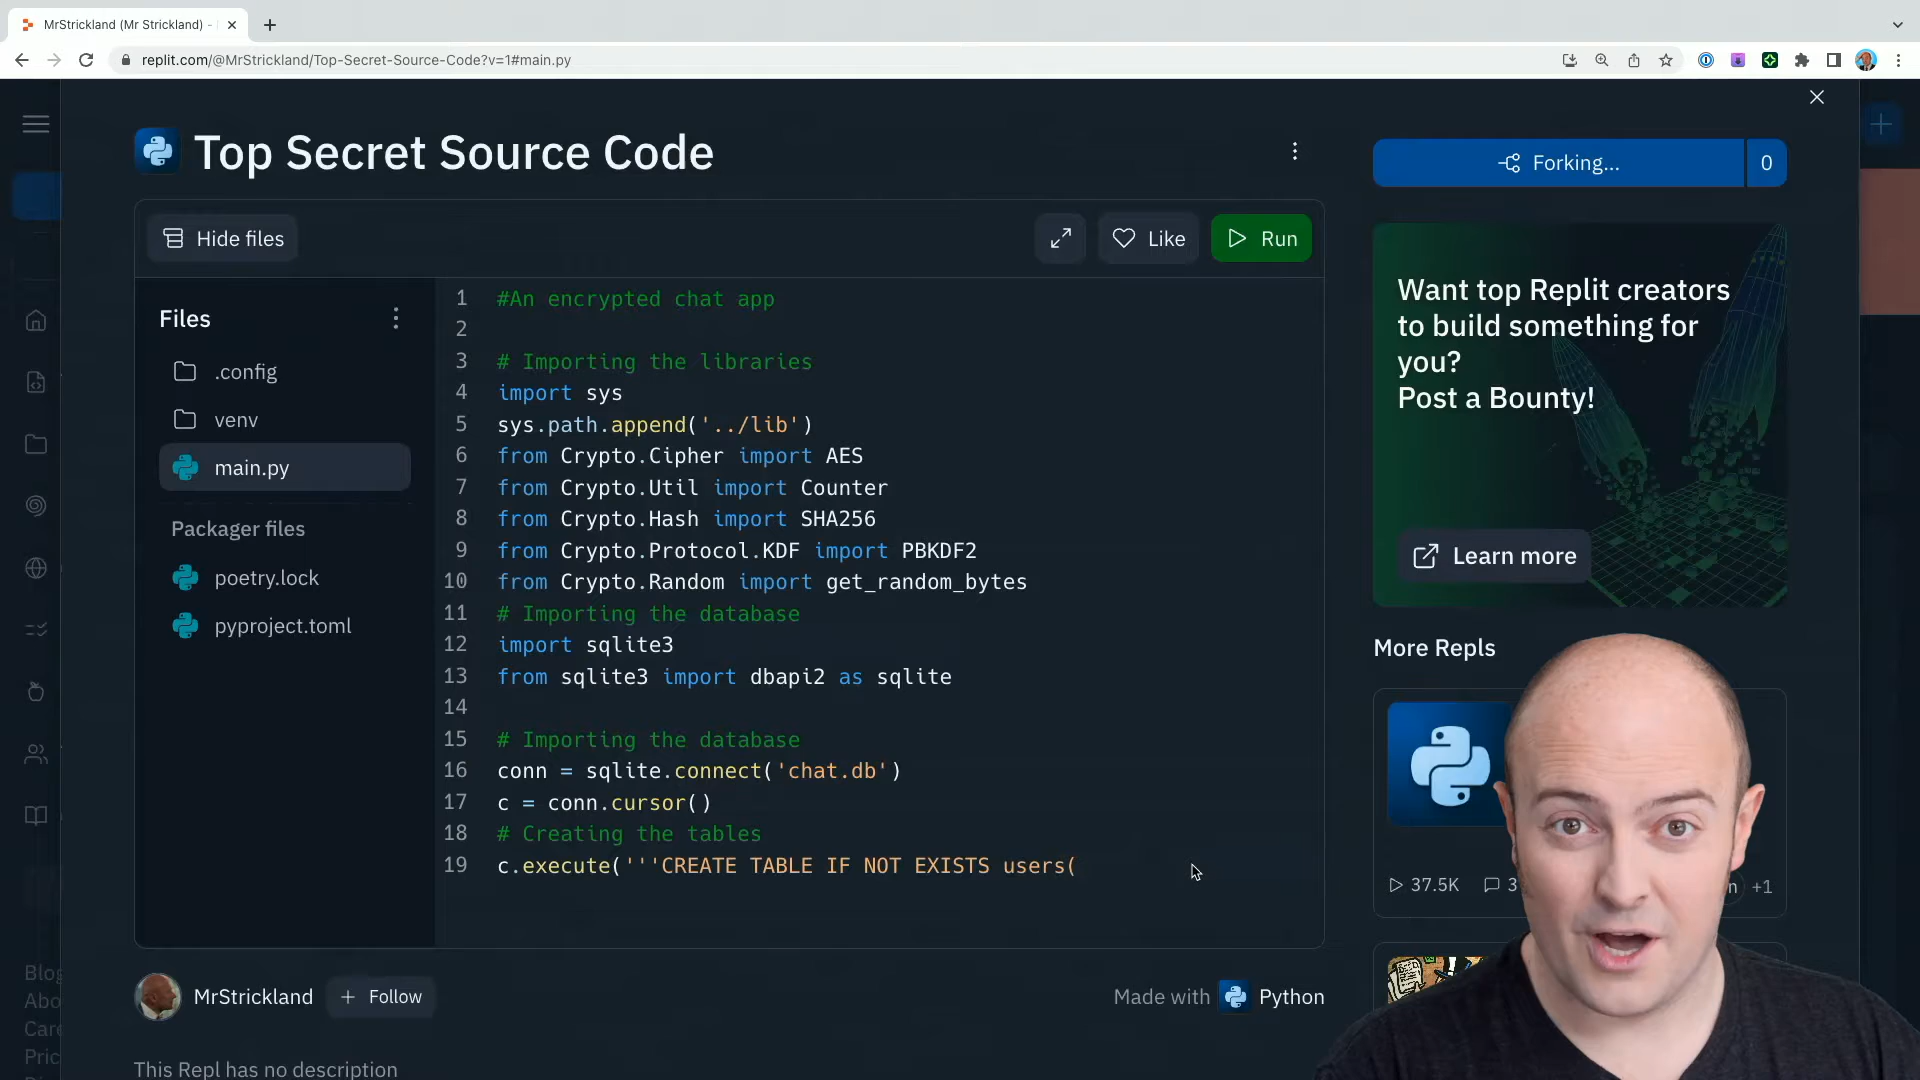 MrStrickland (Mr Strickland) -
replit.com/@MrStrickland/Top-Secret-Source-Code?v=1#main.py
Top Secret Source Code
Forking...
0
Hide files
Like
Run
Files
.config
venv
main.py
Packager files
poetry.lock
pyproject.toml
1 #An encrypted chat app
2
3 # Importing the libraries
4 import sys
5 sys.path.append('../lib')
6 from Crypto.Cipher import AES
7 from Crypto.Util import Counter
8 from Crypto.Hash import SHA256
9 from Crypto.Protocol.KDF import PBKDF2
10 from Crypto.Random import get_random_bytes
11 # Importing the database
12 import sqlite3
13 from sqlite3 import dbapi2 as sqlite
14
15 # Importing the database
16 conn = sqlite.connect('chat.db')
17 c = conn.cursor()
18 # Creating the tables
19 c.execute('''CREATE TABLE IF NOT EXISTS users(
Want top Replit creators
to build something for
you?
Post a Bounty!
Learn more
More Repls
37.5K
3
n +1
MrStrickland
+ Follow
Made with
Python
This Repl has no description
Blog
Abo
Care
Pric